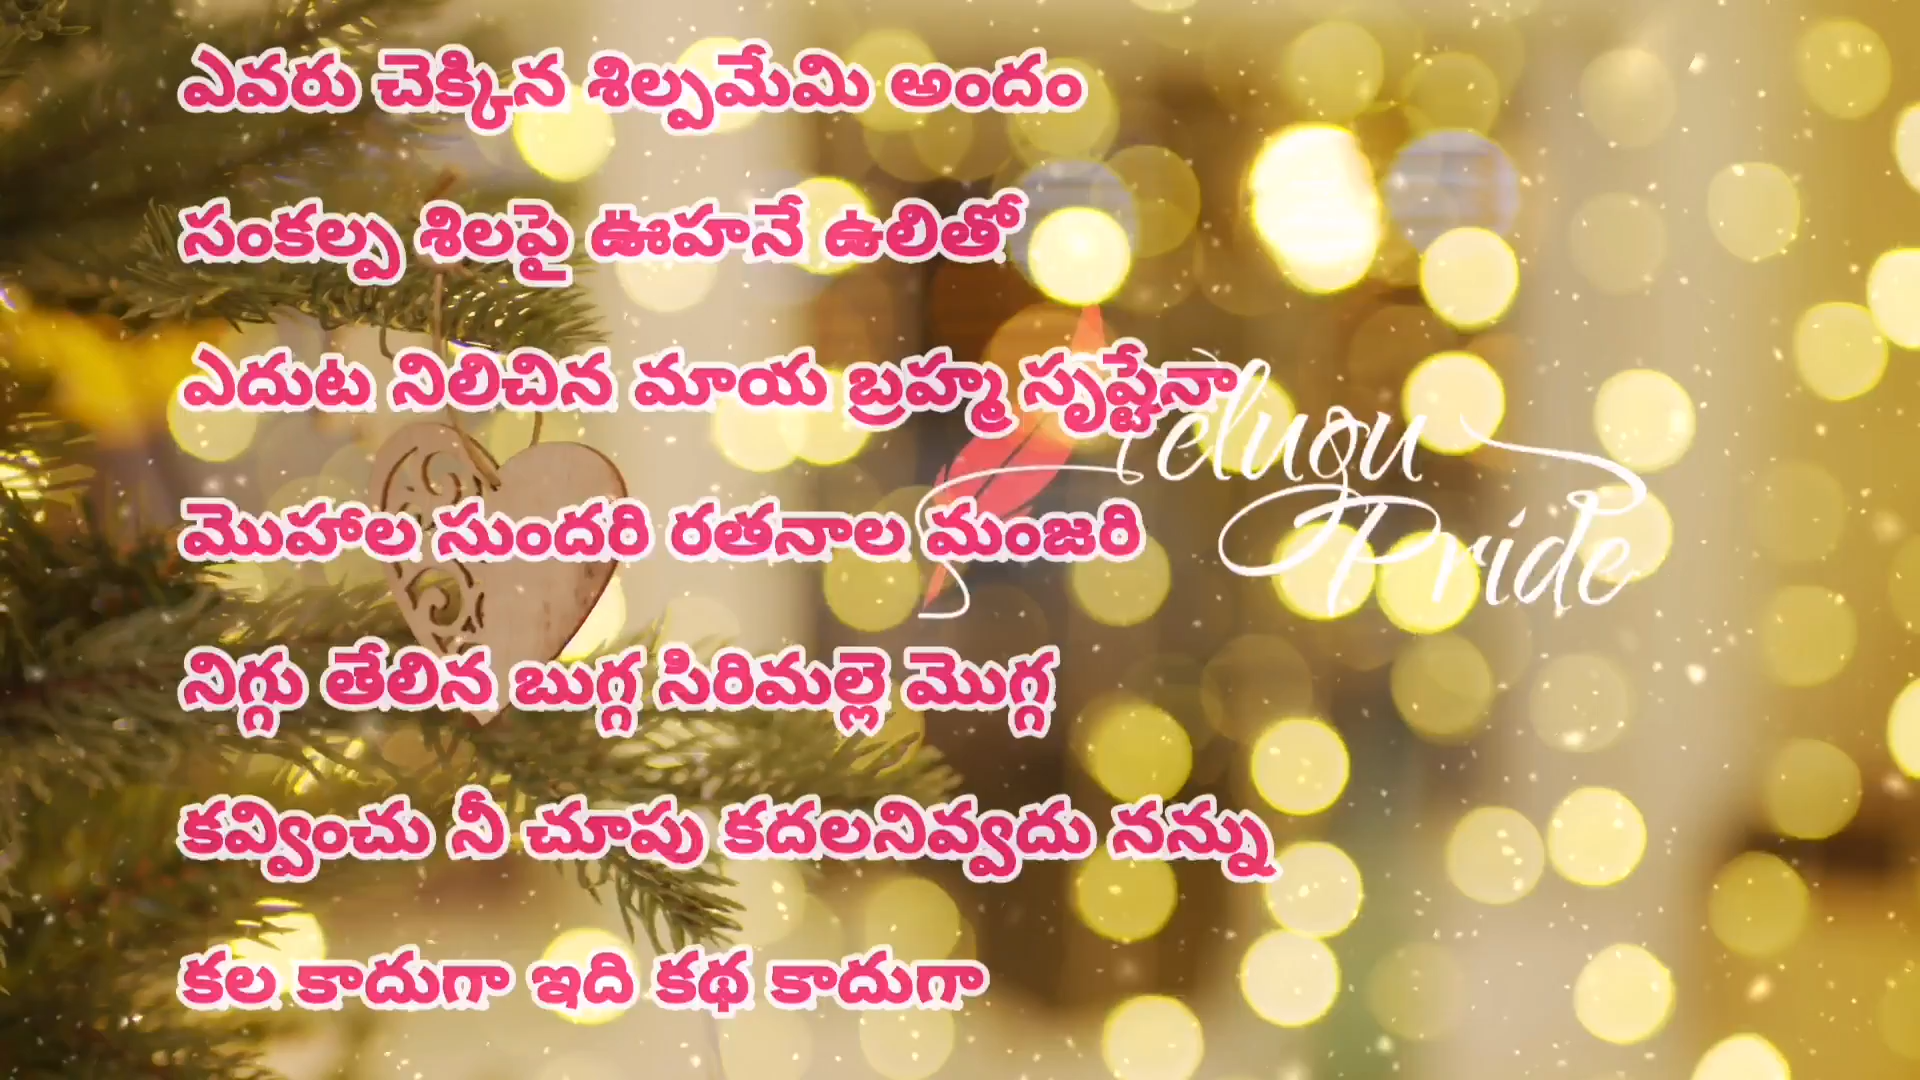 ఎవరు చెక్కిన శిల్పమేమి అందం
సంకల్ప శిలపై ఊహనే ఉలితో
ఎదుట నిలిచిన మాయ బ్రహ్మ సృష్టేనా
Telugu
మొహాల సుందరి రతనాల మంజరి
Pride
నిగ్గు తేలిన బుగ్గ సిరిమల్లె మొగ్గ
కవ్వించు నీ చూపు కదలనివ్వదు నన్ను
కల కాదుగా ఇది కథ కాదుగా